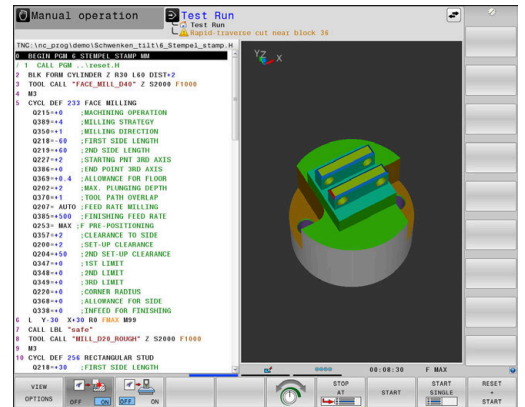 Manual operation
Test Run
Test Run
Rapid-traverse cut near block 36
TNC:\nc_prog\demo\Schwenken_tilt\6_Stempel_stamp.H
0 BEGIN PGM 6_STEMPEL_STAMP MM
/ 1 CALL PGM ..\reset.H
2 BLK FORM CYLINDER Z R30 L60 DIST+2
3 TOOL CALL "FACE_MILL_D40" Z S2000 F1000
4 M3
5 CYCL DEF 233 FACE MILLING
Q215=+0 ;MACHINING OPERATION
Q389=+4 ;MILLING STRATEGY
Q350=+1 ;MILLING DIRECTION
Q218=-60 ;FIRST SIDE LENGTH
Q219=+60 ;2ND SIDE LENGTH
Q227=+2 ;STARTNG PNT 3RD AXIS
Q386=+0 ;END POINT 3RD AXIS
Q369=+0.4 ;ALLOWANCE FOR FLOOR
Q202=+2 ;MAX. PLUNGING DEPTH
Q370=+1 ;TOOL PATH OVERLAP
Q207= AUTO ;FEED RATE MILLING
Q385=+500 ;FINISHING FEED RATE
Q253= MAX ;F PRE-POSITIONING
Q357=+2 ;CLEARANCE TO SIDE
Q200=+2 ;SET-UP CLEARANCE
Q204=+50 ;2ND SET-UP CLEARANCE
Q347=+0 ;1ST LIMIT
Q348=+0 ;2ND LIMIT
Q349=+0 ;3RD LIMIT
Q220=+0 ;CORNER RADIUS
Q368=+0 ;ALLOWANCE FOR SIDE
Q338=+0 ;INFEED FOR FINISHING
6 L Y-30 X+30 R0 FMAX M99
7 CALL LBL "safe"
8 TOOL CALL "MILL_D20_ROUGH" Z S2000 F1000
9 M3
10 CYCL DEF 256 RECTANGULAR STUD
Q218=+30 ;FIRST SIDE LENGTH
YZ X
0000 00:08:30 F MAX
VIEW OPTIONS
OFF ON
OFF ON
STOP AT
START
START SINGLE
RESET + START